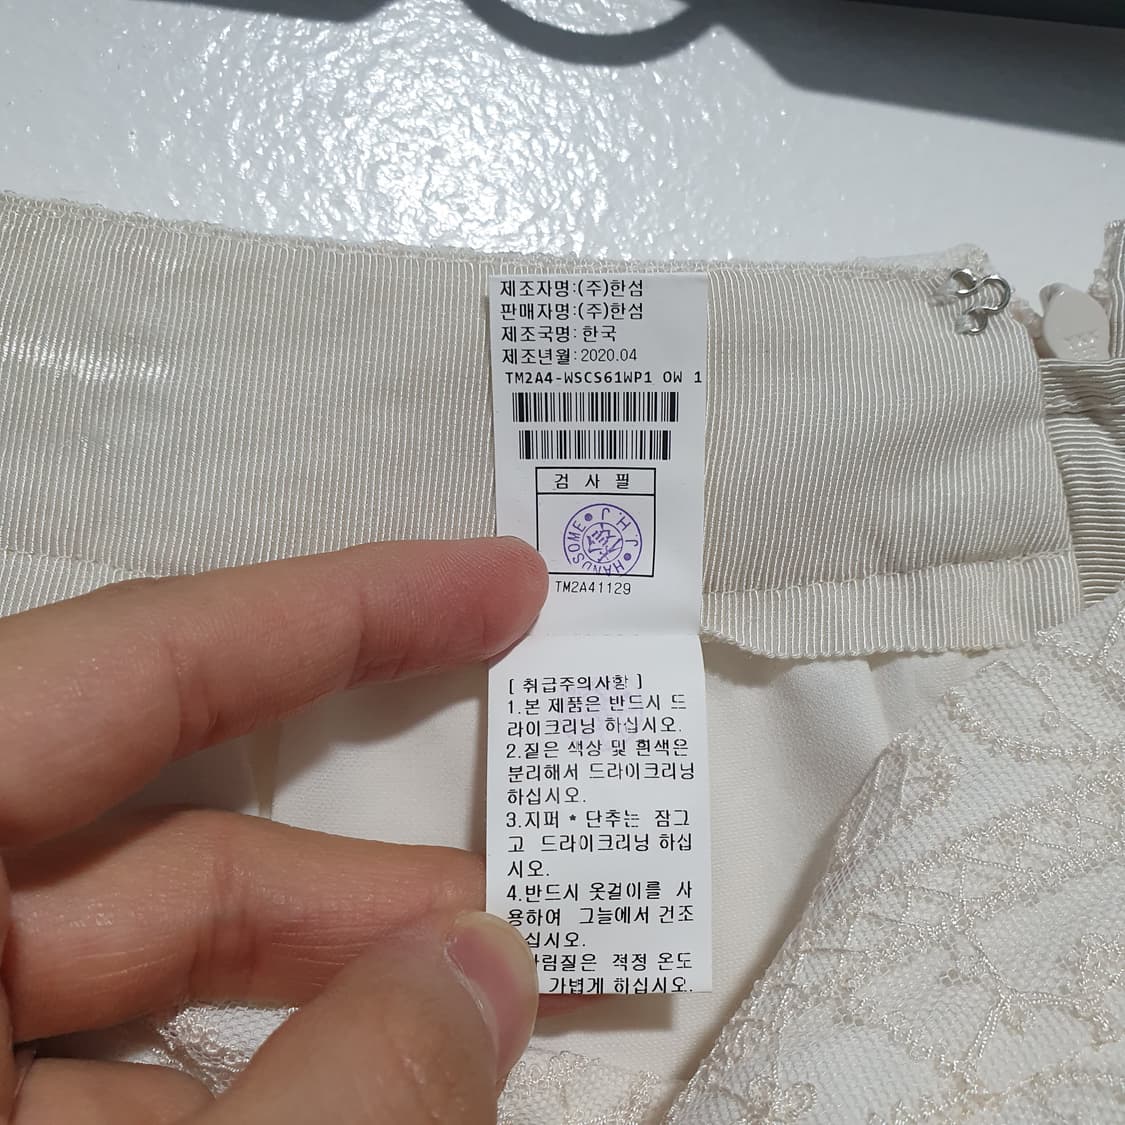 제조자명:(주)한섬
판매자명:(주)한섬
제조국명: 한국
제조년월:2020.04
TM2A4-WSCS61WP1 OW 1
검 사 필
HANDSOME J.H.J
TM2A41129
[ 취급주의사항 ]
1.본 제품은 반드시 드
라이크리닝 하십시오.
2.짙은 색상 및 흰색은
분리해서 드라이크리닝
하십시오.
3.지퍼 * 단추는 잠그
고 드라이크리닝 하십
시오.
4.반드시 옷걸이를 사
용하여 그늘에서 건조
십시오.
림질은 적정 온도
가볍게 하십시오.